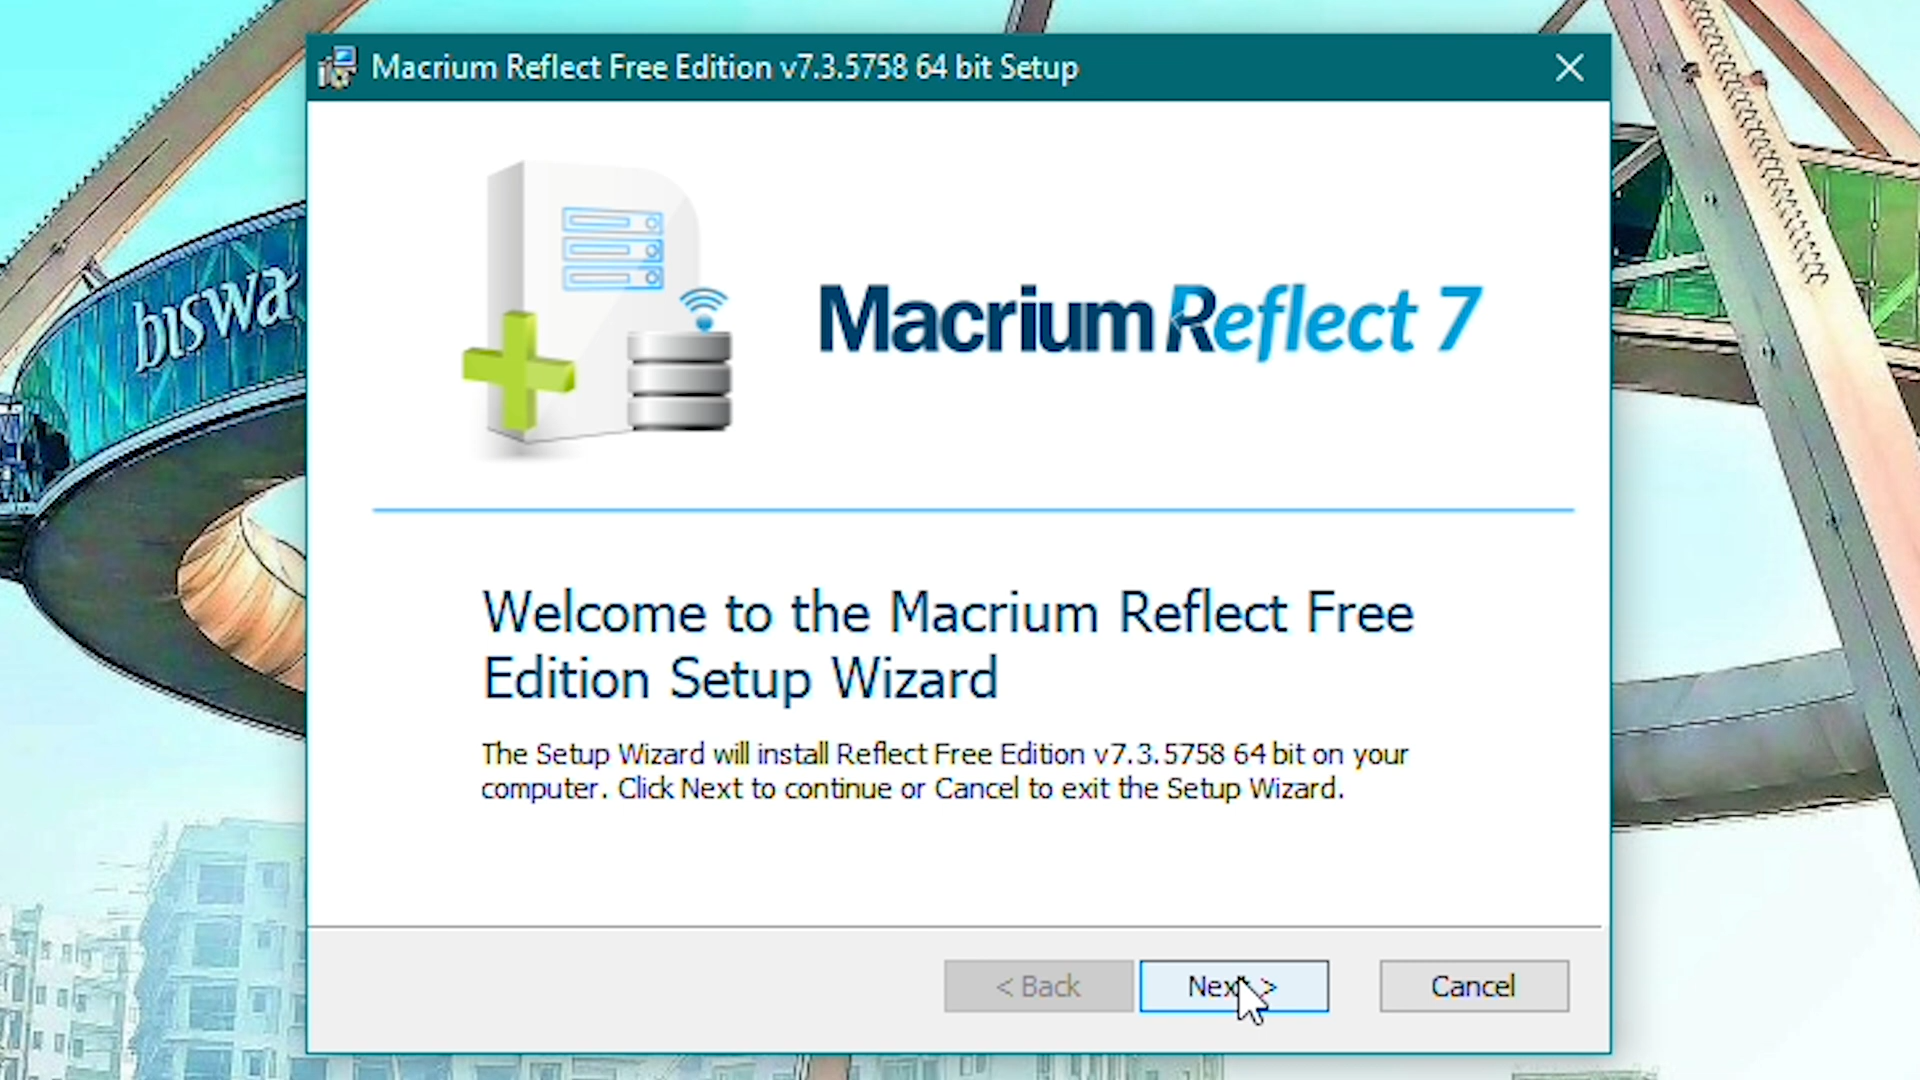 Macrium Reflect Free Edition v7.3.5758 64 bit Setup
biswa
Macrium Reflect 7
Welcome to the Macrium Reflect Free
Edition Setup Wizard
The Setup Wizard will install Reflect Free Edition v7.3.5758 64 bit on your
computer. Click Next to continue or Cancel to exit the Setup Wizard.
< Back
Next >
Cancel